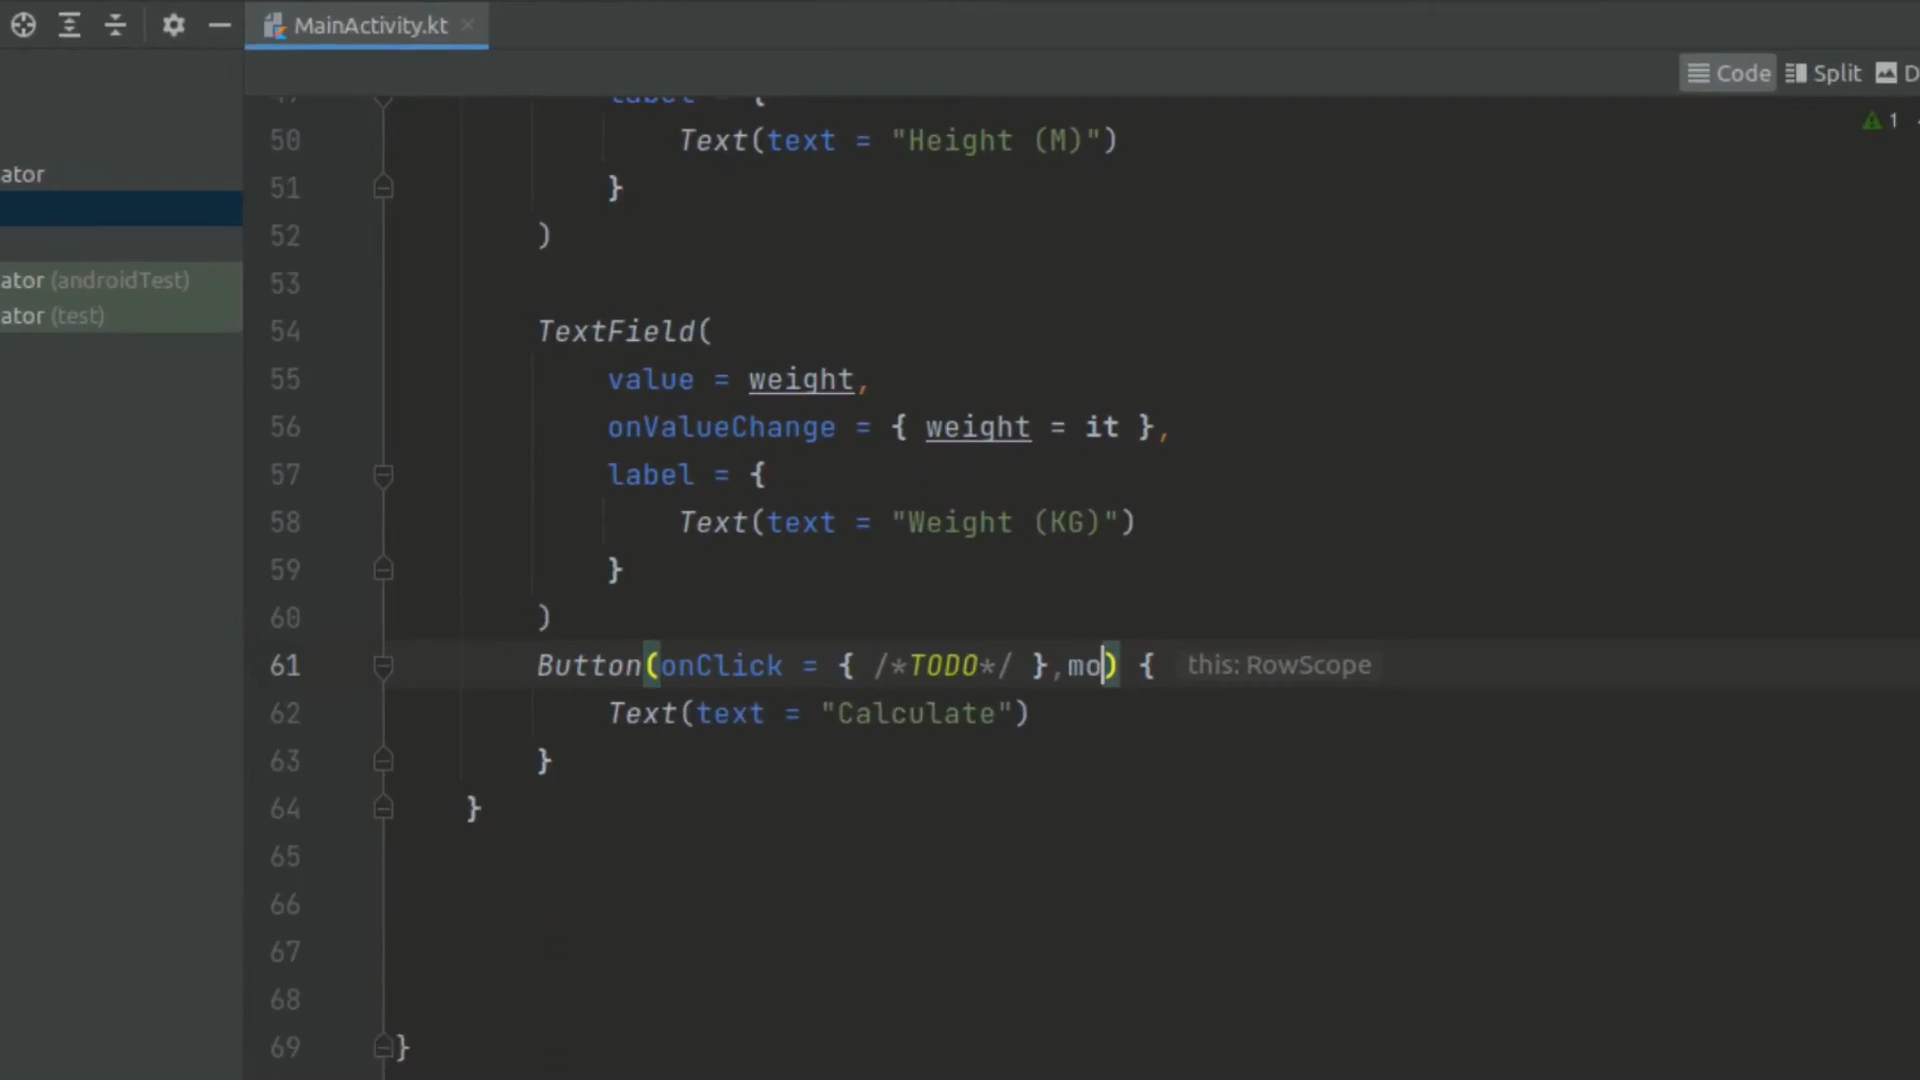 MainActivity.kt
Code Split D
1
label = {
50 Text(text = "Height (M)")
51 }
52 )
53
54 TextField(
55 value = weight,
56 onValueChange = { weight = it },
57 label = {
58 Text(text = "Weight (KG)")
59 }
60 )
61 Button(onClick = { /*TODO*/ },mo) { this: RowScope
62 Text(text = "Calculate")
63 }
64 }
65
66
67
68
69 }
ator
ator (androidTest)
ator (test)